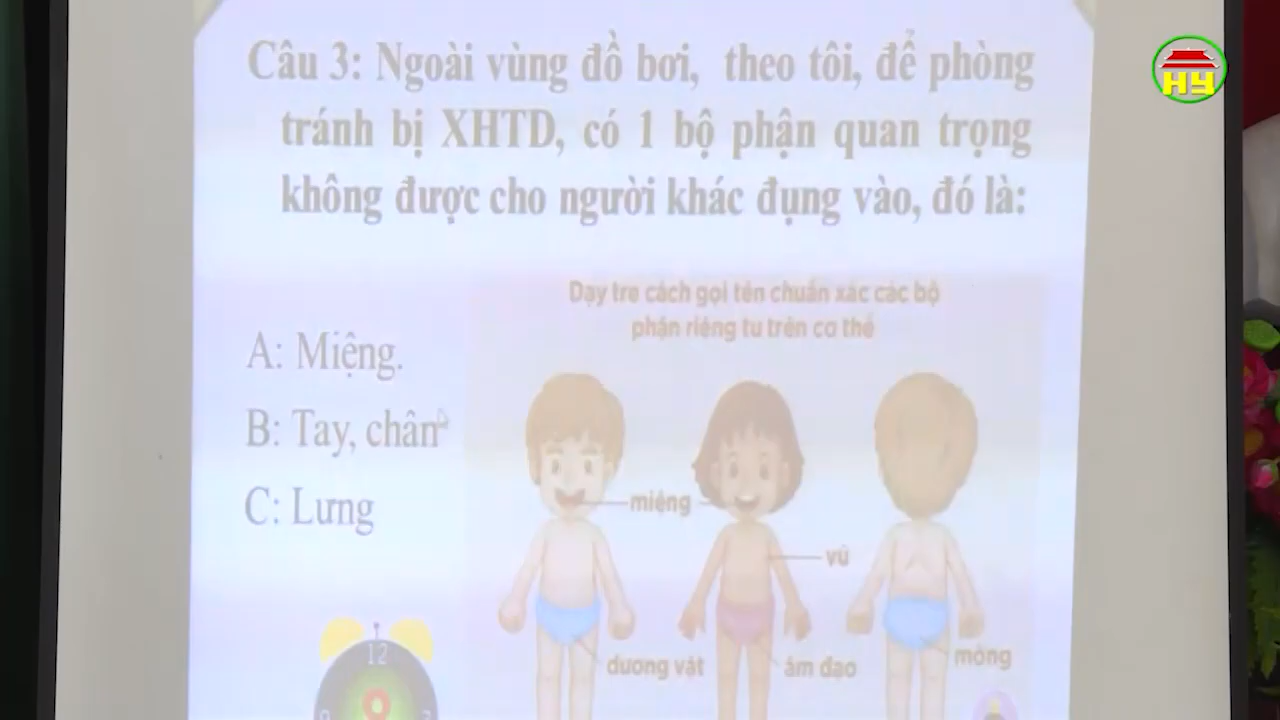 Câu 3: Ngoài vùng đồ bơi, theo tôi, để phòng
tránh bị XHTD, có 1 bộ phận quan trọng
không được cho người khác đụng vào, đó là:
HY
Dạy trẻ cách gọi tên chuẩn xác các bộ
phận riêng tư trên cơ thể
A: Miệng.
B: Tay, chân
C: Lưng
miệng
vú
dương vật
âm đạo
mông
12
9
3